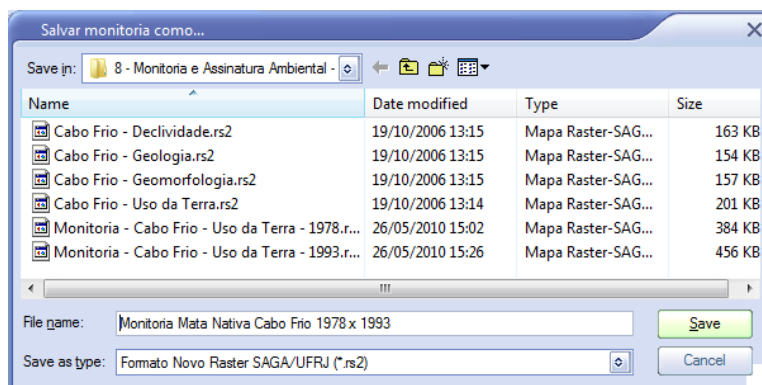 Salvar monitoria como...
Save in: 8 - Monitoria e Assinatura Ambiental -
Name Date modified Type Size
Cabo Frio - Declividade.rs2 19/10/2006 13:15 Mapa Raster-SAG... 163 KB
Cabo Frio - Geologia.rs2 19/10/2006 13:15 Mapa Raster-SAG... 154 KB
Cabo Frio - Geomorfologia.rs2 19/10/2006 13:15 Mapa Raster-SAG... 157 KB
Cabo Frio - Uso da Terra.rs2 19/10/2006 13:14 Mapa Raster-SAG... 201 KB
Monitoria - Cabo Frio - Uso da Terra - 1978.r... 26/05/2010 15:02 Mapa Raster-SAG... 384 KB
Monitoria - Cabo Frio - Uso da Terra - 1993.r... 26/05/2010 15:26 Mapa Raster-SAG... 456 KB
File name: Monitoria Mata Nativa Cabo Frio 1978 x 1993 Save
Save as type: Formato Novo Raster SAGA/UFRJ (*.rs2) Cancel